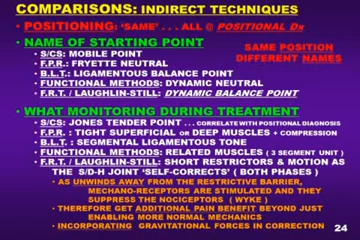 COMPARISONS: INDIRECT TECHNIQUES
• POSITIONING: 'SAME' . . . ALL @ POSITIONAL Dx
• NAME OF STARTING POINT
SAME POSITION
DIFFERENT NAMES
• S/CS: MOBILE POINT
• F.P.R.: FRYETTE NEUTRAL
• B.L.T.: LIGAMENTOUS BALANCE POINT
• FUNCTIONAL METHODS: DYNAMIC NEUTRAL
• F.R.T. / LAUGHLIN-STILL: DYNAMIC BALANCE POINT
• WHAT MONITORING DURING TREATMENT
• S/CS: JONES TENDER POINT . . . CORRELATE WITH POSITIONAL DIAGNOSIS
• F.P.R. : TIGHT SUPERFICIAL OR DEEP MUSCLES + COMPRESSION
• B.L.T. : SEGMENTAL LIGAMENTOUS TONE
• FUNCTIONAL METHODS: RELATED MUSCLES ( 3 SEGMENT UNIT )
• F.R.T. / LAUGHLIN-STILL: SHORT RESTRICTORS & MOTION AS
THE S/D-H JOINT 'SELF-CORRECTS' ( BOTH PHASES )
• AS UNWINDS AWAY FROM THE RESTRICTIVE BARRIER,
MECHANO-RECEPTORS ARE STIMULATED AND THEY
SUPPRESS THE NOCICEPTORS ( WYKE )
• THEREFORE GET ADDITIONAL PAIN BENEFIT BEYOND JUST
ENABLING MORE NORMAL MECHANICS
• INCORPORATING GRAVITATIONAL FORCES IN CORRECTION
24